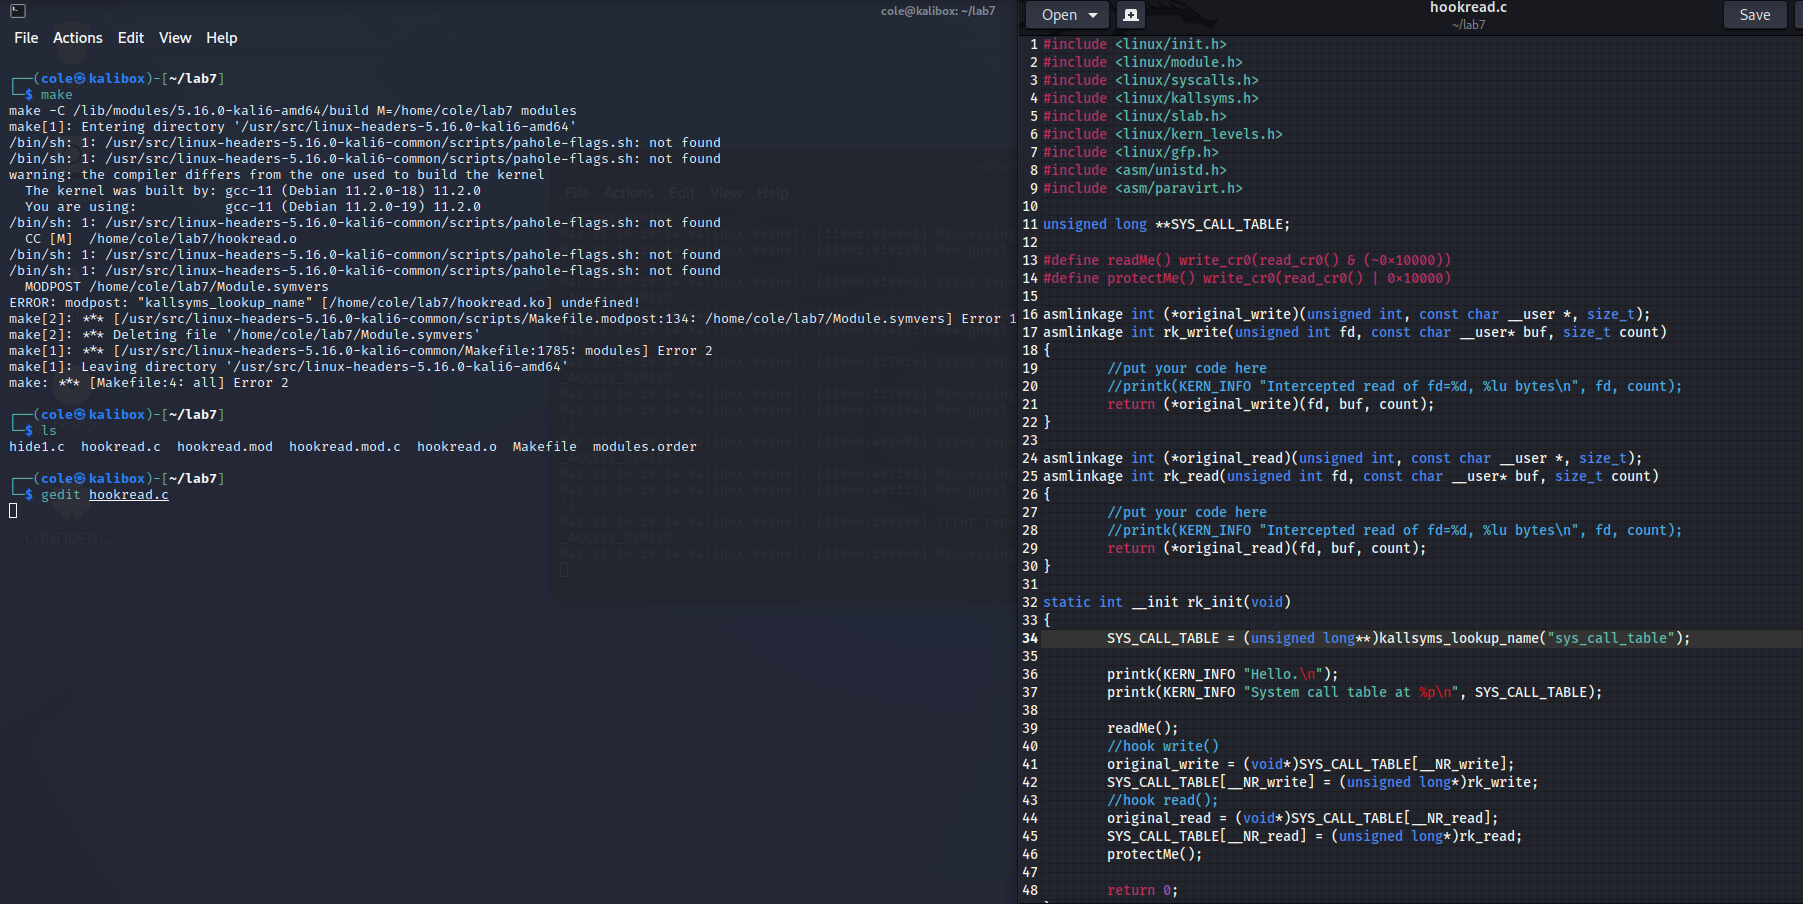 cole@kalibox: ~/lab7
File Actions Edit View Help
┌──(cole㉿kalibox)-[~/lab7]
└─$ make
make -C /lib/modules/5.16.0-kali6-amd64/build M=/home/cole/lab7 modules
make[1]: Entering directory '/usr/src/linux-headers-5.16.0-kali6-amd64'
/bin/sh: 1: /usr/src/linux-headers-5.16.0-kali6-common/scripts/pahole-flags.sh: not found
/bin/sh: 1: /usr/src/linux-headers-5.16.0-kali6-common/scripts/pahole-flags.sh: not found
warning: the compiler differs from the one used to build the kernel
  The kernel was built by: gcc-11 (Debian 11.2.0-18) 11.2.0
  You are using:           gcc-11 (Debian 11.2.0-19) 11.2.0
/bin/sh: 1: /usr/src/linux-headers-5.16.0-kali6-common/scripts/pahole-flags.sh: not found
  CC [M]  /home/cole/lab7/hookread.o
/bin/sh: 1: /usr/src/linux-headers-5.16.0-kali6-common/scripts/pahole-flags.sh: not found
/bin/sh: 1: /usr/src/linux-headers-5.16.0-kali6-common/scripts/pahole-flags.sh: not found
  MODPOST /home/cole/lab7/Module.symvers
ERROR: modpost: "kallsyms_lookup_name" [/home/cole/lab7/hookread.ko] undefined!
make[2]: *** [/usr/src/linux-headers-5.16.0-kali6-common/scripts/Makefile.modpost:134: /home/cole/lab7/Module.symvers] Error 1
make[2]: *** Deleting file '/home/cole/lab7/Module.symvers'
make[1]: *** [/usr/src/linux-headers-5.16.0-kali6-common/Makefile:1785: modules] Error 2
make[1]: Leaving directory '/usr/src/linux-headers-5.16.0-kali6-amd64'
make: *** [Makefile:4: all] Error 2
┌──(cole㉿kalibox)-[~/lab7]
└─$ ls
hide1.c  hookread.c  hookread.mod  hookread.mod.c  hookread.o  Makefile  modules.order
┌──(cole㉿kalibox)-[~/lab7]
└─$ gedit hookread.c
Open
hookread.c
~/lab7
Save
1 #include <linux/init.h>
2 #include <linux/module.h>
3 #include <linux/syscalls.h>
4 #include <linux/kallsyms.h>
5 #include <linux/slab.h>
6 #include <linux/kern_levels.h>
7 #include <linux/gfp.h>
8 #include <asm/unistd.h>
9 #include <asm/paravirt.h>
10
11 unsigned long **SYS_CALL_TABLE;
12
13 #define readMe() write_cr0(read_cr0() & (~0x10000))
14 #define protectMe() write_cr0(read_cr0() | 0x10000)
15
16 asmlinkage int (*original_write)(unsigned int, const char __user *, size_t);
17 asmlinkage int rk_write(unsigned int fd, const char __user* buf, size_t count)
18 {
19         //put your code here
20         //printk(KERN_INFO "Intercepted read of fd=%d, %lu bytes\n", fd, count);
21         return (*original_write)(fd, buf, count);
22 }
23
24 asmlinkage int (*original_read)(unsigned int, const char __user *, size_t);
25 asmlinkage int rk_read(unsigned int fd, const char __user* buf, size_t count)
26 {
27         //put your code here
28         //printk(KERN_INFO "Intercepted read of fd=%d, %lu bytes\n", fd, count);
29         return (*original_read)(fd, buf, count);
30 }
31
32 static int __init rk_init(void)
33 {
34         SYS_CALL_TABLE = (unsigned long**)kallsyms_lookup_name("sys_call_table");
35
36         printk(KERN_INFO "Hello.\n");
37         printk(KERN_INFO "System call table at %p\n", SYS_CALL_TABLE);
38
39         readMe();
40         //hook write()
41         original_write = (void*)SYS_CALL_TABLE[__NR_write];
42         SYS_CALL_TABLE[__NR_write] = (unsigned long*)rk_write;
43         //hook read();
44         original_read = (void*)SYS_CALL_TABLE[__NR_read];
45         SYS_CALL_TABLE[__NR_read] = (unsigned long*)rk_read;
46         protectMe();
47
48         return 0;